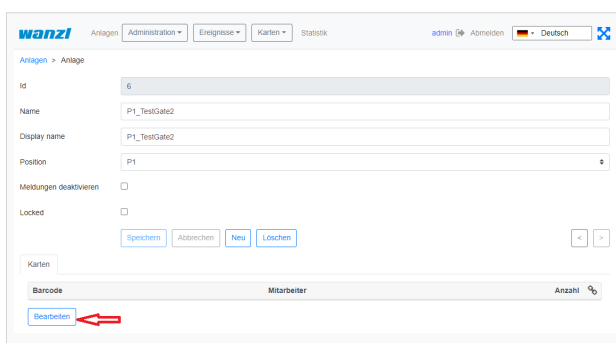 wanzl Anlagen Administration Ereignisse Karten Statistik admin Abmelden Deutsch
Anlagen > Anlage
Id 6
Name P1_TestGate2
Display name P1_TestGate2
Position P1
Meldungen deaktivieren
Locked
Speichern Abbrechen Neu Löschen < >
Karten
Barcode Mitarbeiter Anzahl
Bearbeiten